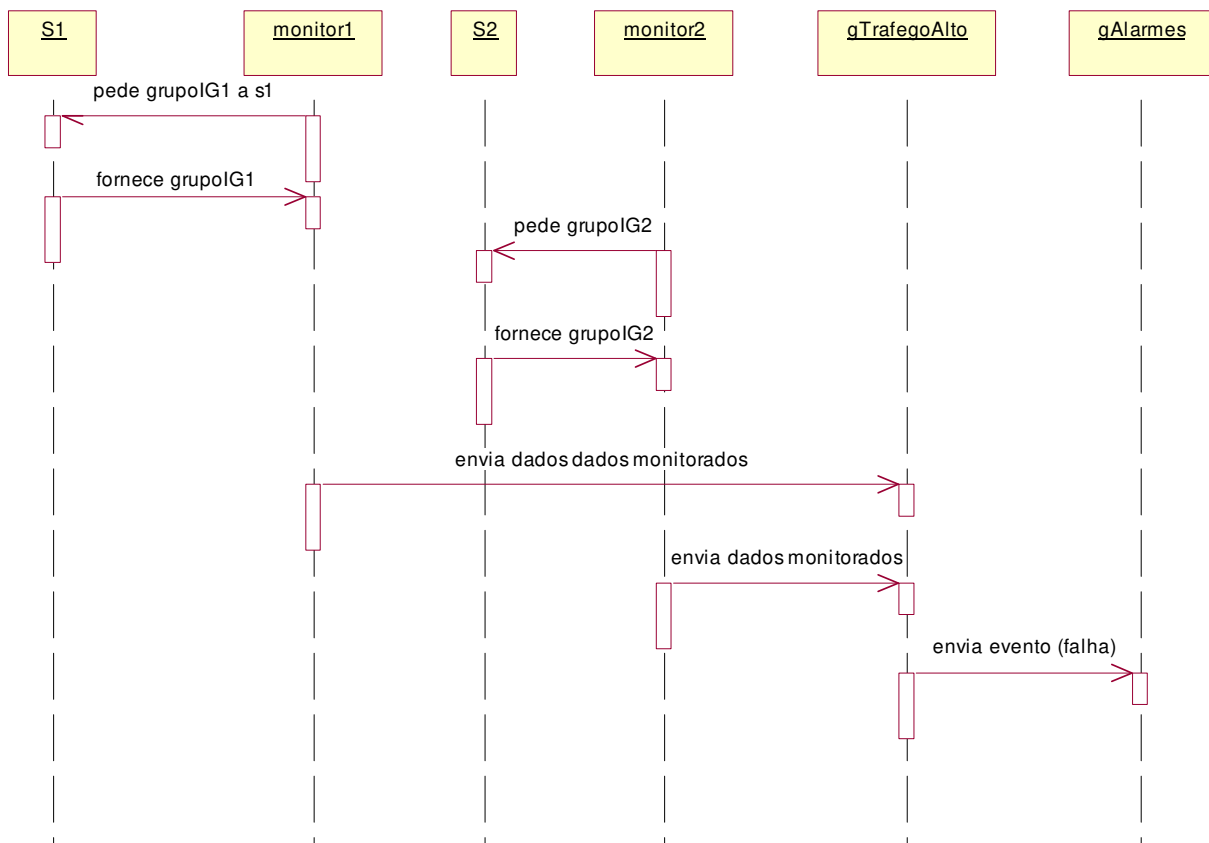 S1
monitor1
S2
monitor2
gTrafegoAlto
gAlarmes
pede grupoIG1 a s1
fornece grupoIG1
pede grupoIG2
fornece grupoIG2
envia dados dados monitorados
envia dados monitorados
envia evento (falha)